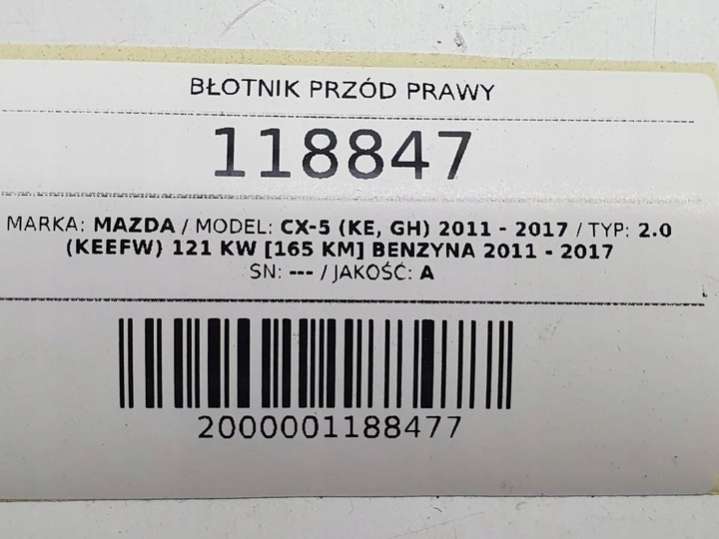 BŁOTNIK PRZÓD PRAWY
118847
MARKA: MAZDA / MODEL: CX-5 (KE, GH) 2011 - 2017 / TYP: 2.0
(KEEFW) 121 KW [165 KM] BENZYNA 2011 - 2017
SN: --- / JAKOŚĆ: A
2000001188477